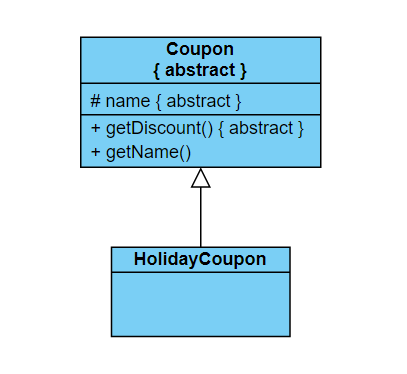 Coupon
{ abstract }
# name { abstract }
+ getDiscount() { abstract }
+ getName()
HolidayCoupon